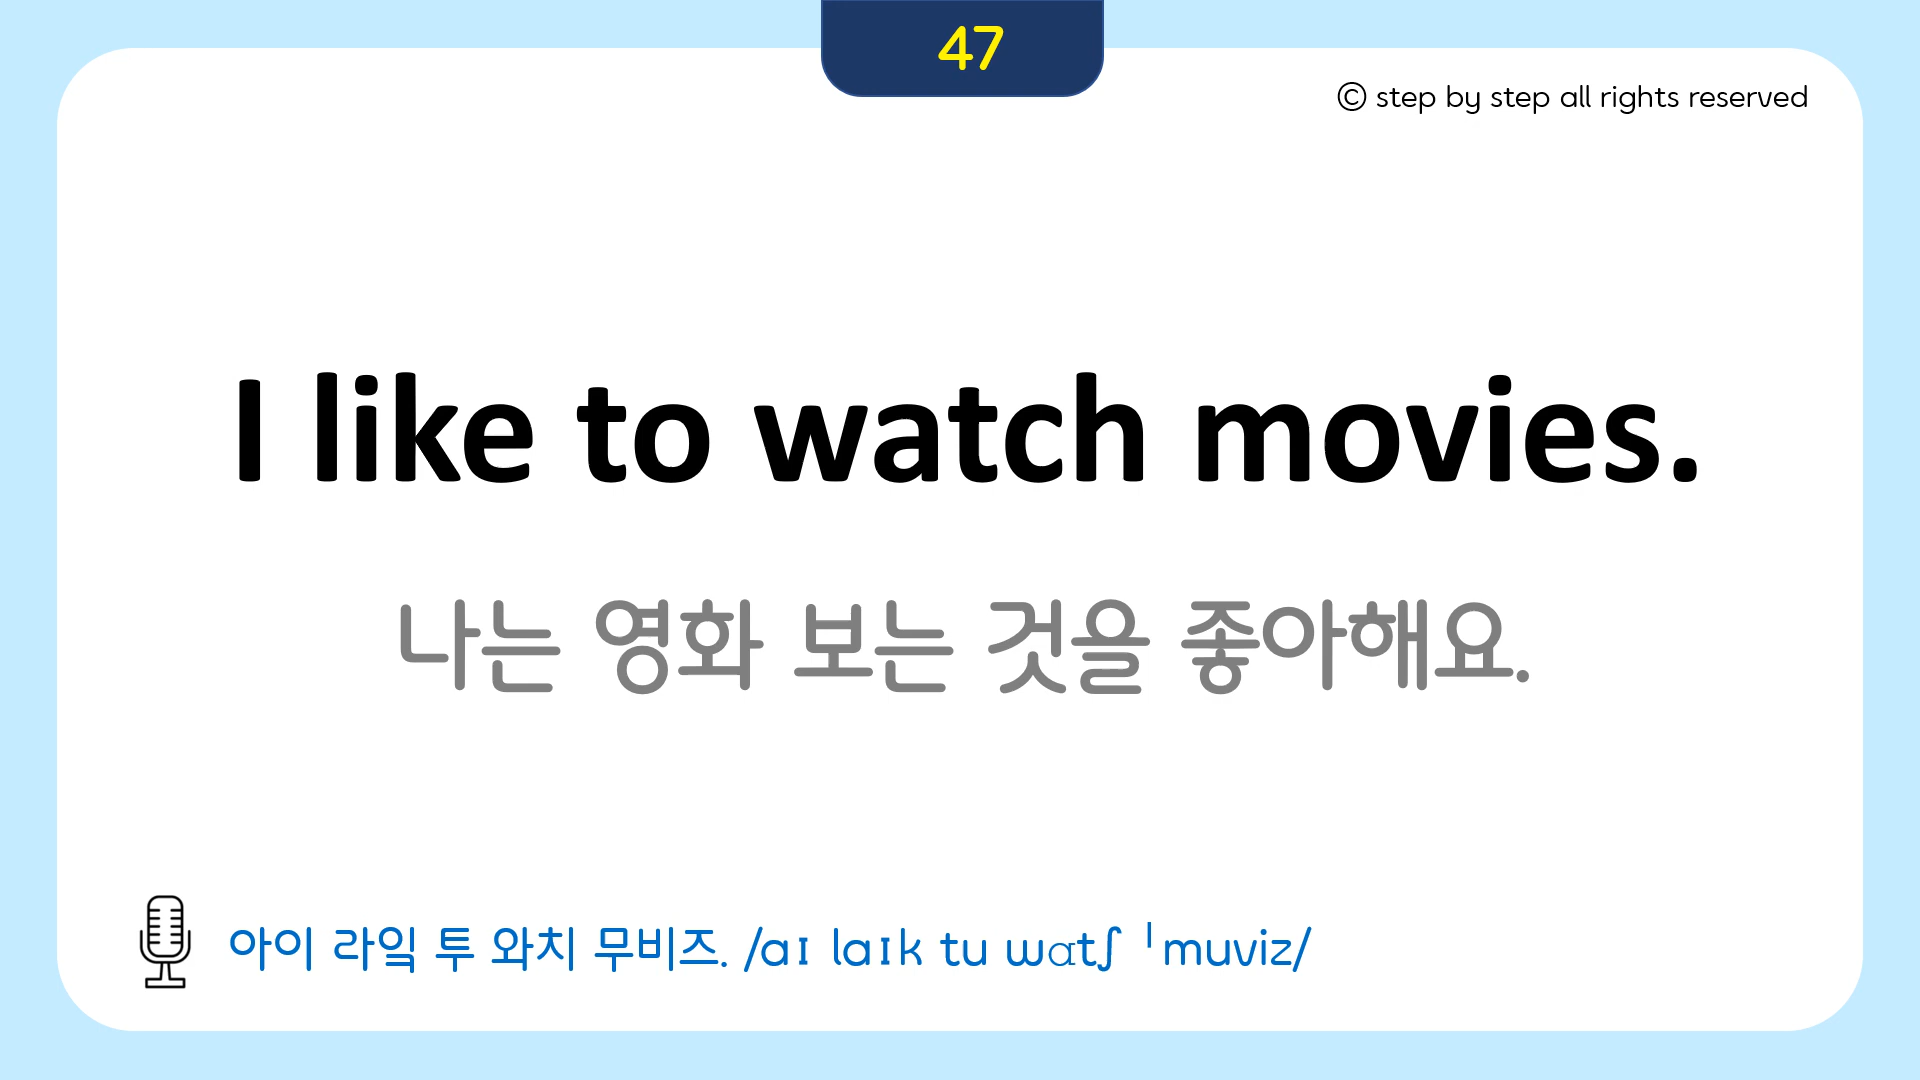 47
© step by step all rights reserved
I like to watch movies.
나는 영화 보는 것을 좋아해요.
아이 라잌 투 와치 무비즈. /aɪ laɪk tu wɑtʃ ˈmuviz/